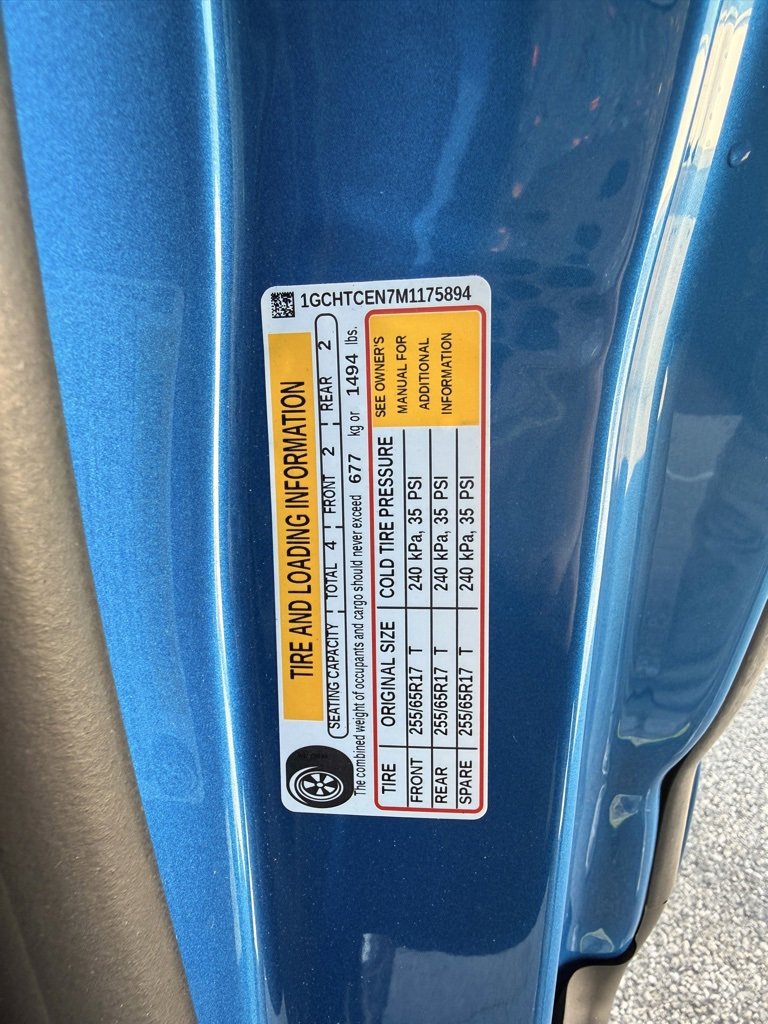 1GCHTCEN7M1175894
TIRE AND LOADING INFORMATION
SEATING CAPACITY TOTAL 4 FRONT 2 REAR 2
The combined weight of occupants and cargo should never exceed 677 kg or 1494 lbs.
TIRE ORIGINAL SIZE COLD TIRE PRESSURE
FRONT 255/65R17 T 240 kPa, 35 PSI
REAR 255/65R17 T 240 kPa, 35 PSI
SPARE 255/65R17 T 240 kPa, 35 PSI
SEE OWNER'S
MANUAL FOR
ADDITIONAL
INFORMATION